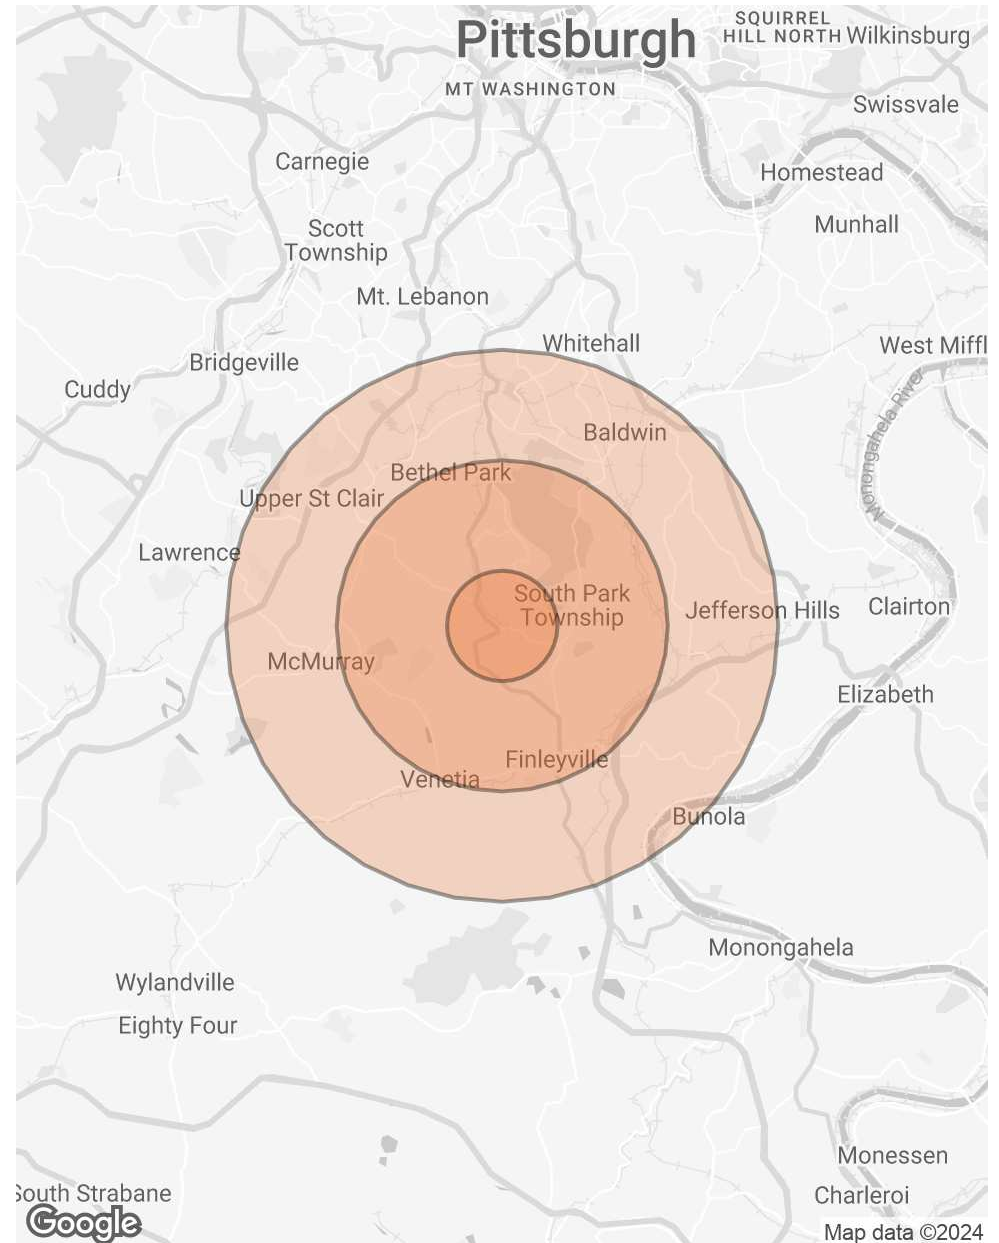 SQUIRREL
HILL NORTH
Pittsburgh
Wilkinsburg
MT WASHINGTON
Swissvale
Carnegie
Homestead
Munhall
Scott
Township
Mt. Lebanon
Whitehall
West Miffl
Bridgeville
Cuddy
Monongahela River
Baldwin
Bethel Park
Upper St Clair
Lawrence
South Park
Township
Jefferson Hills
Clairton
McMurray
Elizabeth
Finleyville
Venetia
Bunola
Monongahela
Wylandville
Eighty Four
Monessen
South Strabane
Charleroi
Google
Map data ©2024